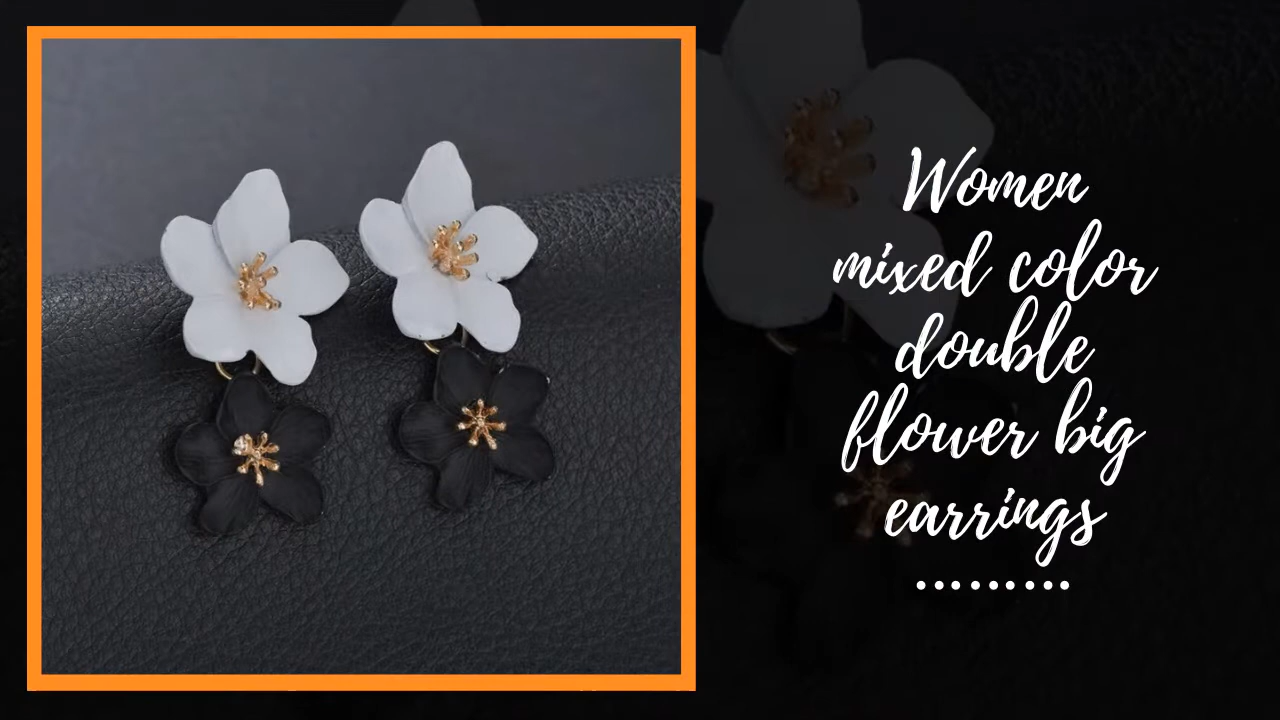 Women
mixed color
double
flower big
earrings